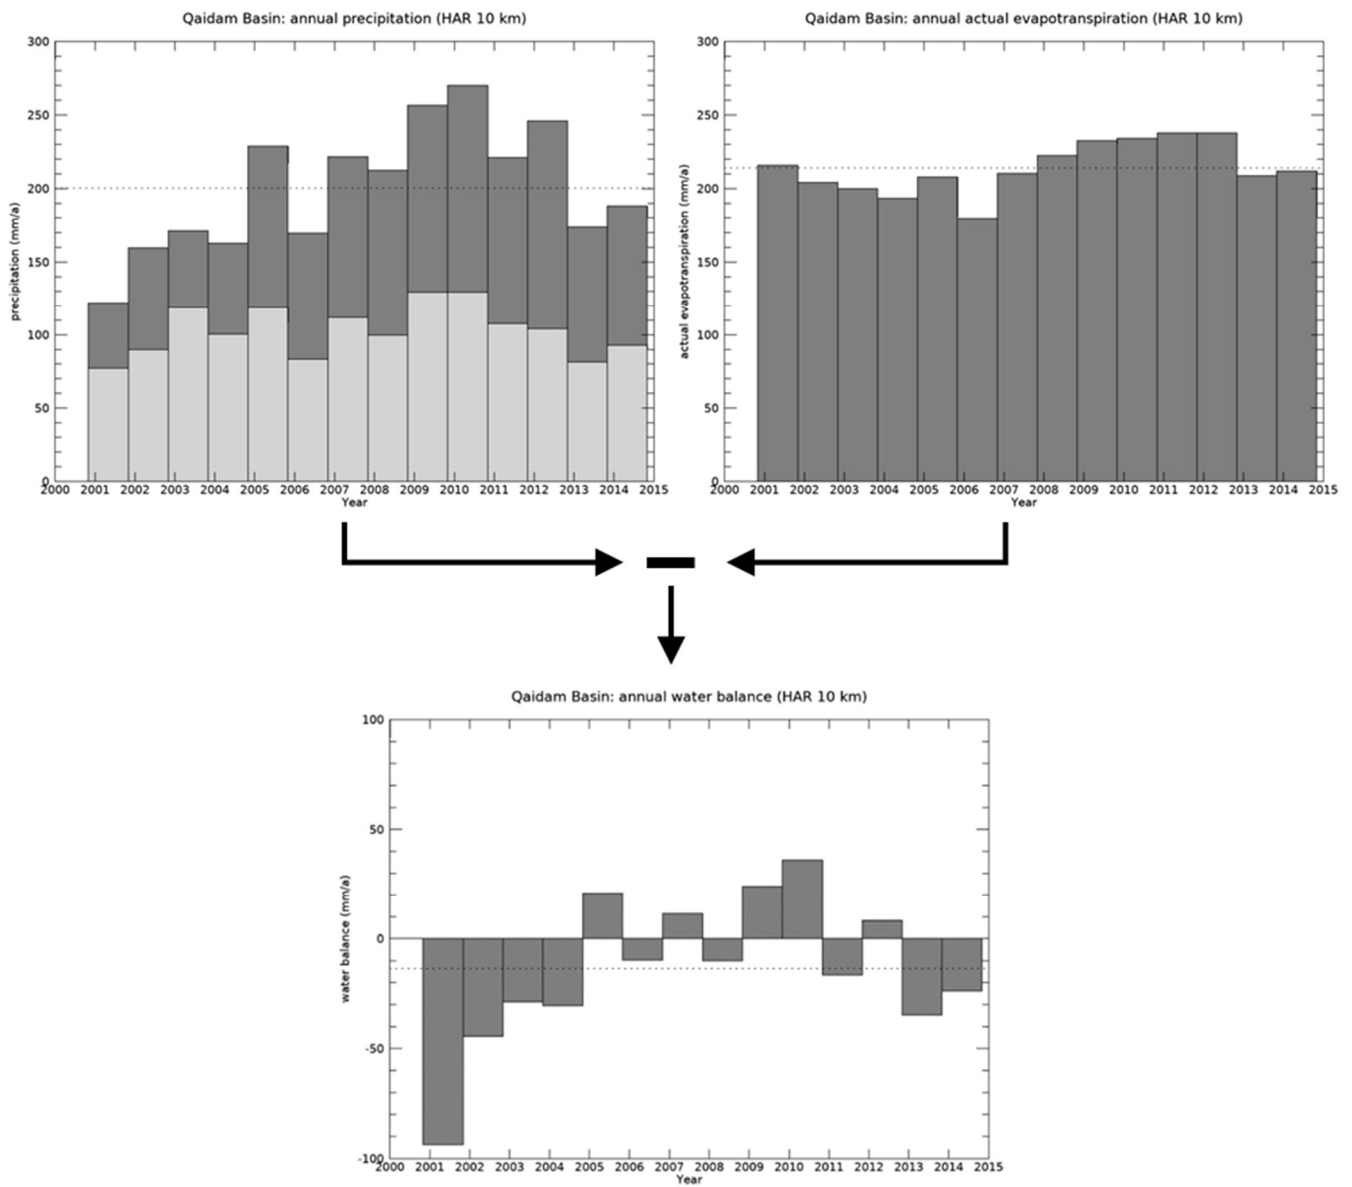 Qaidam Basin: annual precipitation (HAR 10 km)
300
250
200
150
100
50
0
precipitation (mm/a)
2000 2001 2002 2003 2004 2005 2006 2007 2008 2009 2010 2011 2012 2013 2014 2015
Year
Qaidam Basin: annual actual evapotranspiration (HAR 10 km)
300
250
200
150
100
50
0
actual evapotranspiration (mm/a)
2000 2001 2002 2003 2004 2005 2006 2007 2008 2009 2010 2011 2012 2013 2014 2015
Year
Qaidam Basin: annual water balance (HAR 10 km)
100
50
0
-50
-100
water balance (mm/a)
2000 2001 2002 2003 2004 2005 2006 2007 2008 2009 2010 2011 2012 2013 2014 2015
Year